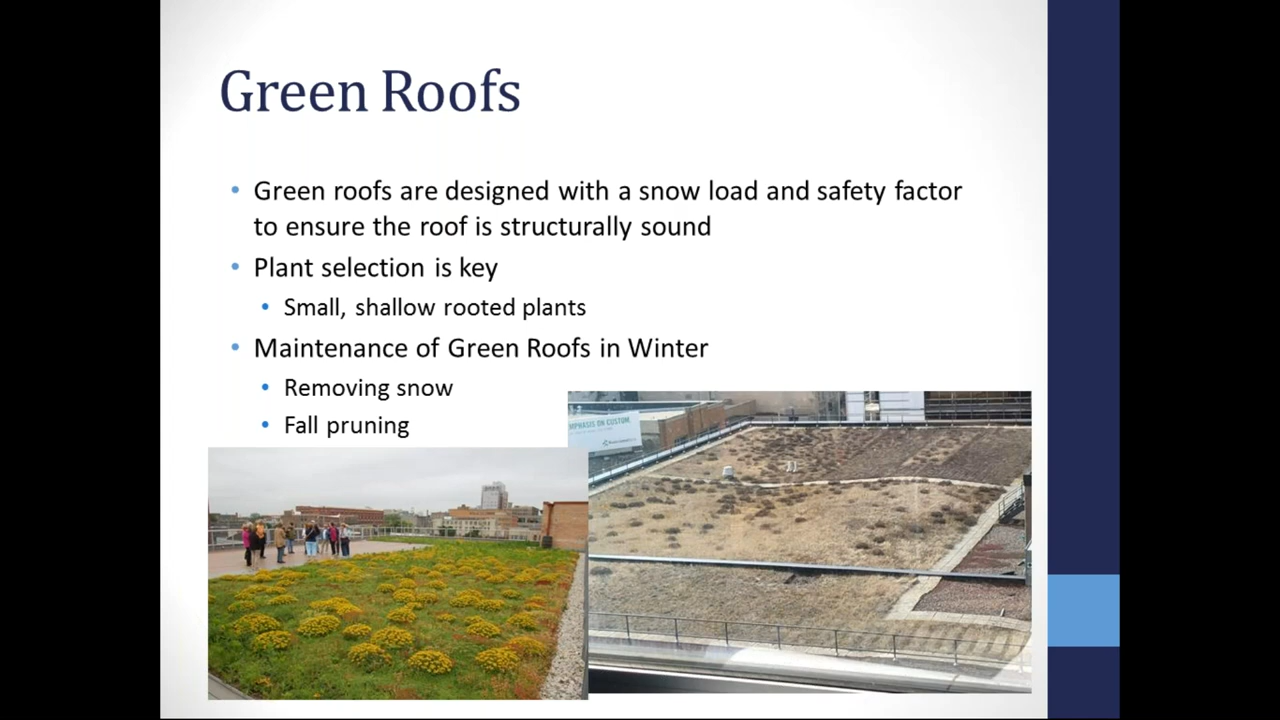 Green Roofs
• Green roofs are designed with a snow load and safety factor
to ensure the roof is structurally sound
• Plant selection is key
• Small, shallow rooted plants
• Maintenance of Green Roofs in Winter
• Removing snow
• Fall pruning
MPHASIS ON CUSTOM